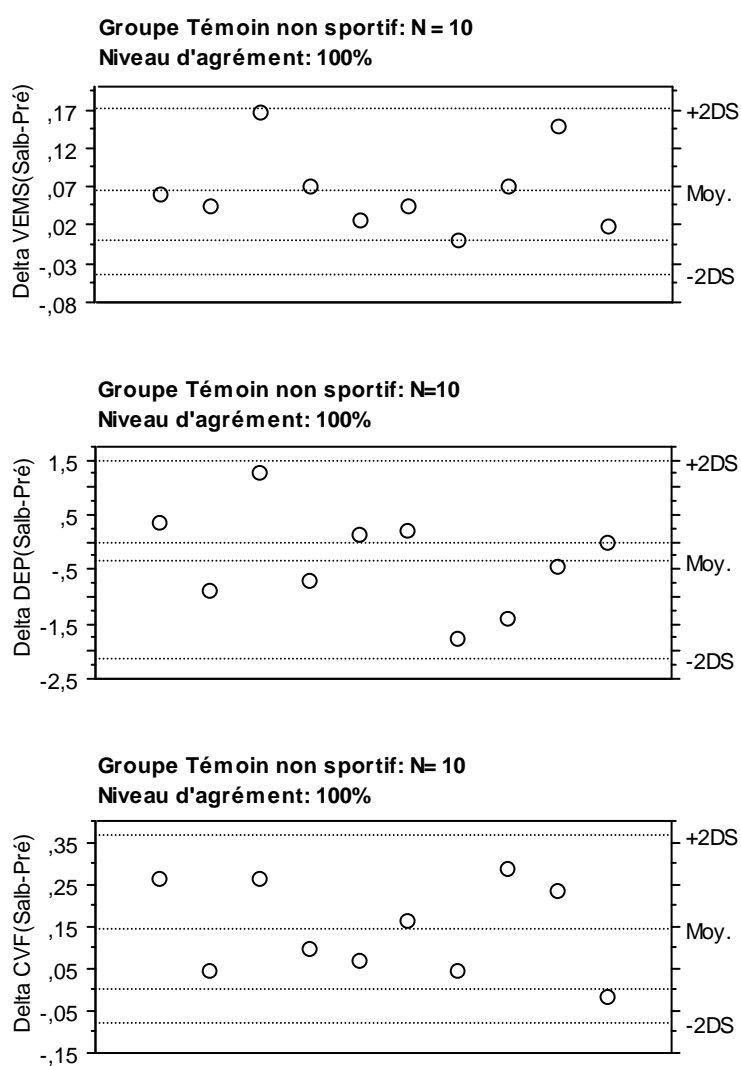 Groupe Témoin non sportif: N = 10
Niveau d'agrément: 100%
Delta VEMS(Salb-Pré)
,17
,12
,07
,02
-,03
-,08
+2DS
Moy.
-2DS
Groupe Témoin non sportif: N=10
Niveau d'agrément: 100%
Delta DEP(Salb-Pré)
1,5
,5
-,5
-1,5
-2,5
+2DS
Moy.
-2DS
Groupe Témoin non sportif: N= 10
Niveau d'agrément: 100%
Delta CVF(Salb-Pré)
,35
,25
,15
,05
-,05
-,15
+2DS
Moy.
-2DS